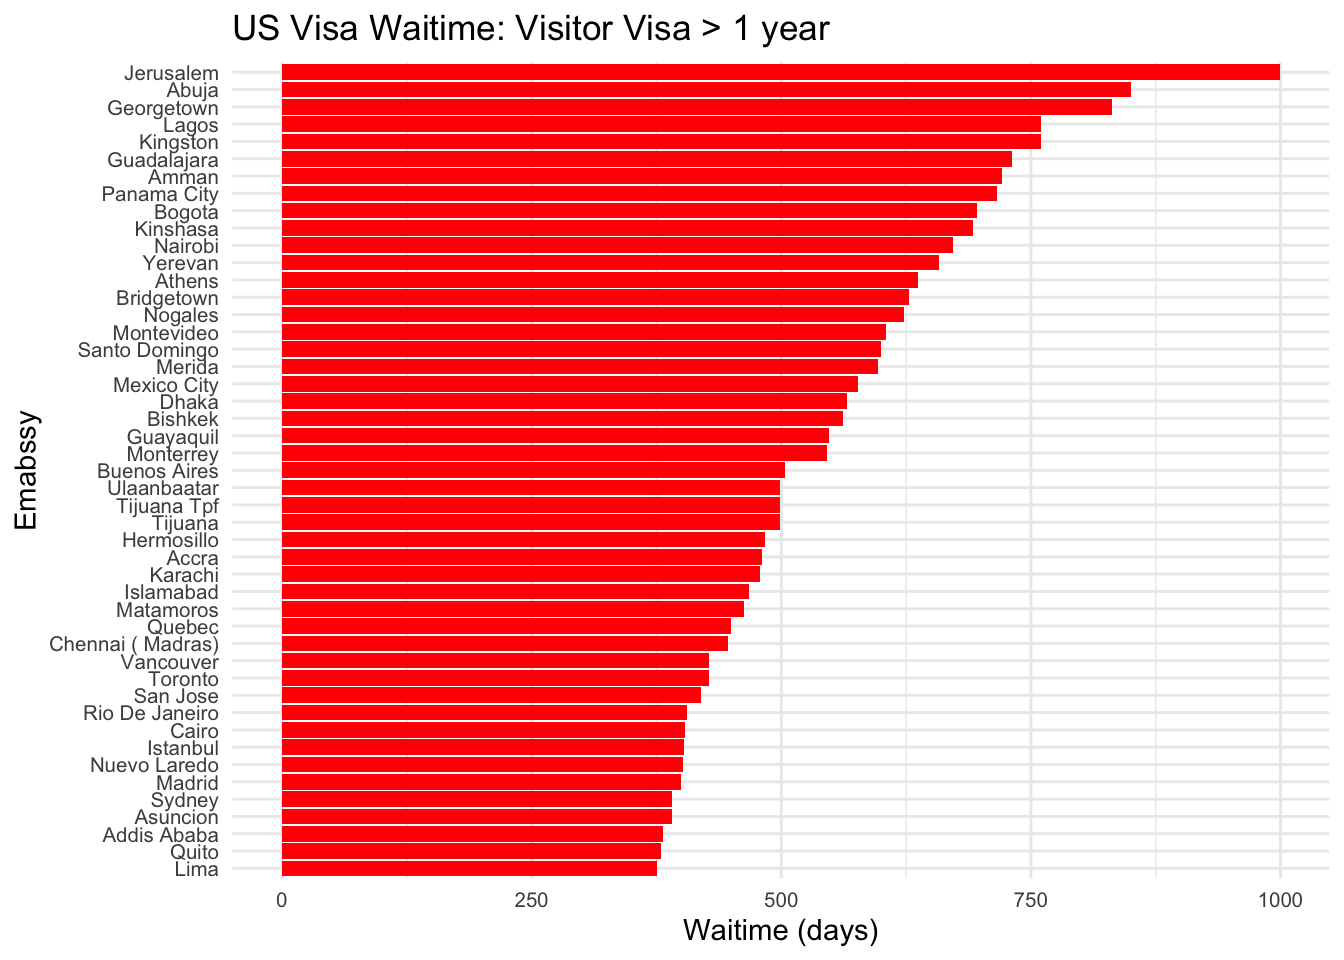 US Visa Waitime: Visitor Visa > 1 year
Emabssy
Jerusalem
Abuja
Georgetown
Lagos
Kingston
Guadalajara
Amman
Panama City
Bogota
Kinshasa
Nairobi
Yerevan
Athens
Bridgetown
Nogales
Montevideo
Santo Domingo
Merida
Mexico City
Dhaka
Bishkek
Guayaquil
Monterrey
Buenos Aires
Ulaanbaatar
Tijuana Tpf
Tijuana
Hermosillo
Accra
Karachi
Islamabad
Matamoros
Quebec
Chennai ( Madras)
Vancouver
Toronto
San Jose
Rio De Janeiro
Cairo
Istanbul
Nuevo Laredo
Madrid
Sydney
Asuncion
Addis Ababa
Quito
Lima
0 250 500 750 1000
Waitime (days)